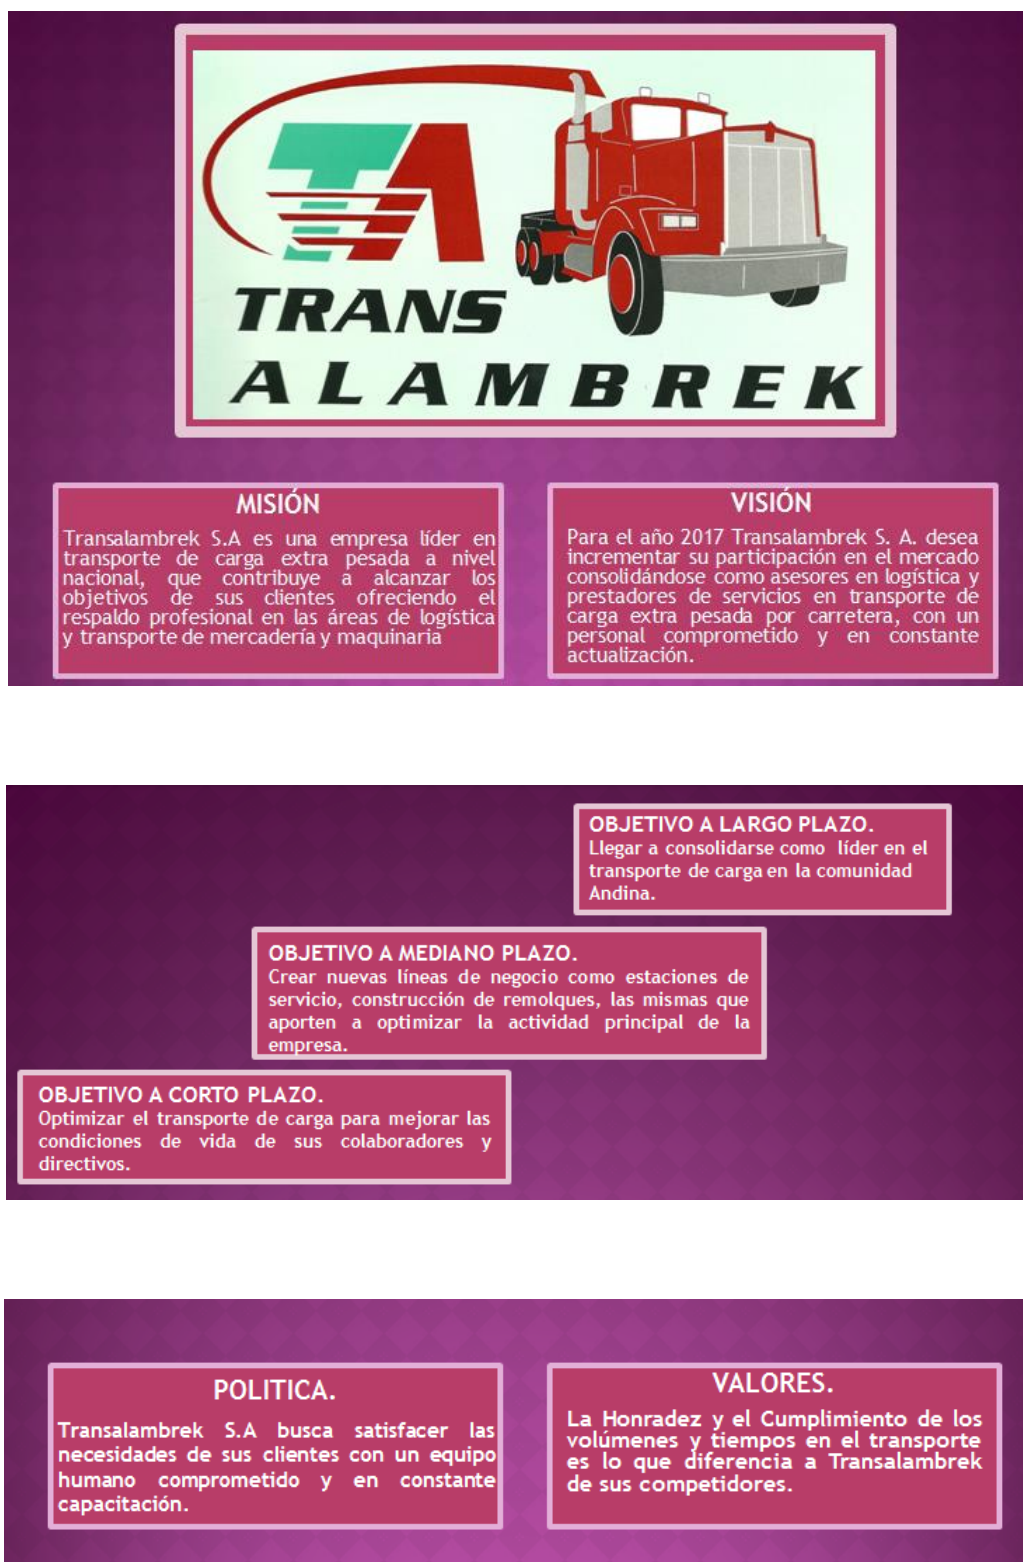 TA
TRANS
ALAMBREK
MISIÓN
Transalambrek S.A es una empresa líder en
transporte de carga extra pesada a nivel
nacional, que contribuye a alcanzar los
objetivos de sus clientes ofreciendo el
respaldo profesional en las áreas de logística
y transporte de mercadería y maquinaria
VISIÓN
Para el año 2017 Transalambrek S. A. desea
incrementar su participación en el mercado
consolidándose como asesores en logística y
prestadores de servicios en transporte de
carga extra pesada por carretera, con un
personal comprometido y en constante
actualización.
OBJETIVO A LARGO PLAZO.
Llegar a consolidarse como líder en el
transporte de carga en la comunidad
Andina.
OBJETIVO A MEDIANO PLAZO.
Crear nuevas líneas de negocio como estaciones de
servicio, construcción de remolques, las mismas que
aporten a optimizar la actividad principal de la
empresa.
OBJETIVO A CORTO PLAZO.
Optimizar el transporte de carga para mejorar las
condiciones de vida de sus colaboradores y
directivos.
POLITICA.
Transalambrek S.A busca satisfacer las
necesidades de sus clientes con un equipo
humano comprometido y en constante
capacitación.
VALORES.
La Honradez y el Cumplimiento de los
volúmenes y tiempos en el transporte
es lo que diferencia a Transalambrek
de sus competidores.